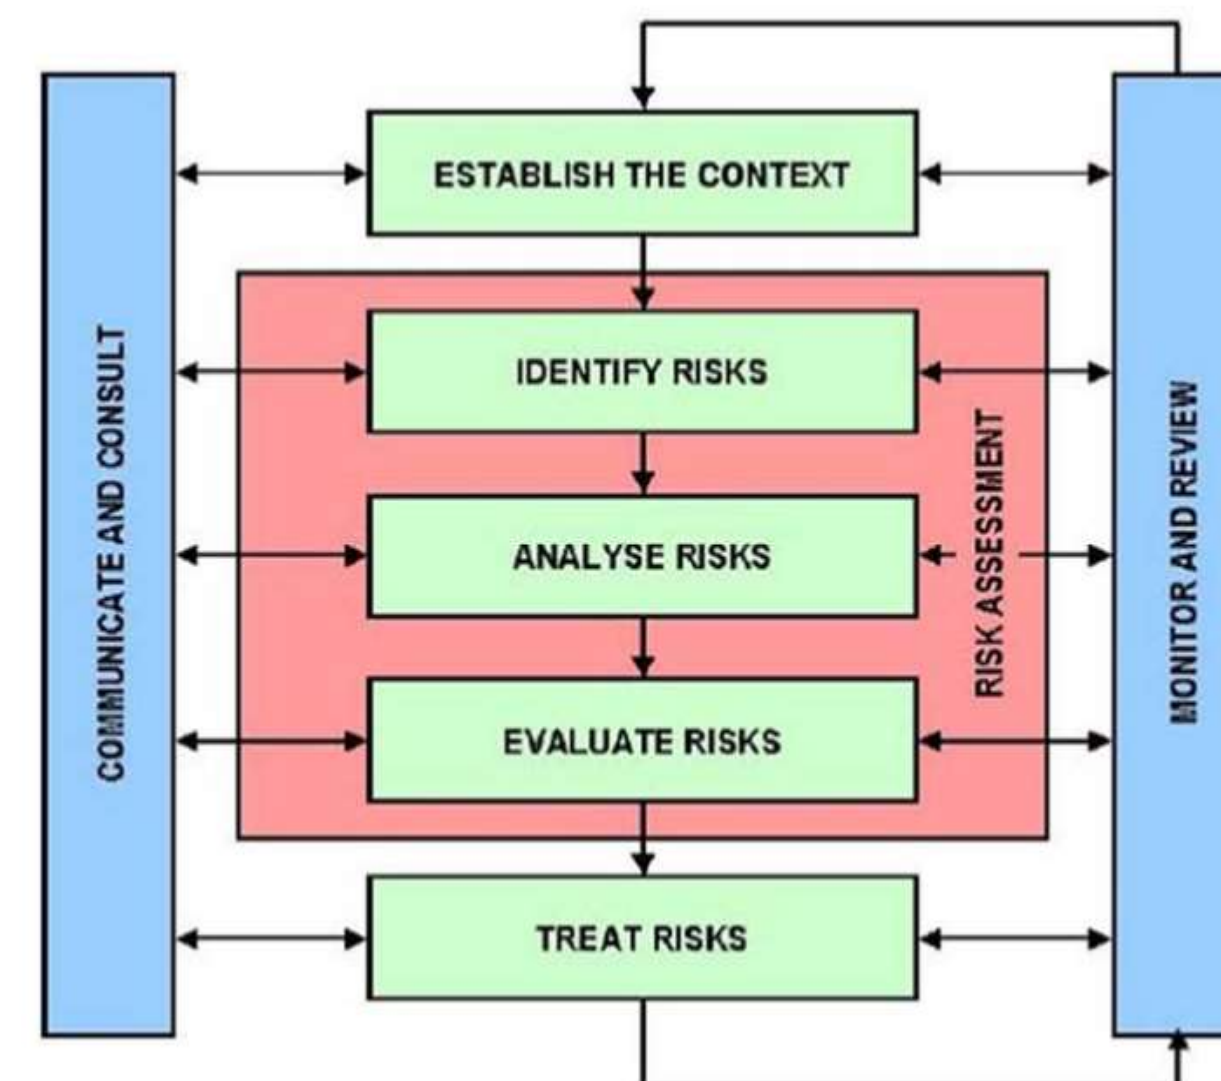 ESTABLISH THE CONTEXT
COMMUNICATE AND CONSULT
IDENTIFY RISKS
ANALYSE RISKS
EVALUATE RISKS
RISK ASSESSMENT
MONITOR AND REVIEW
TREAT RISKS